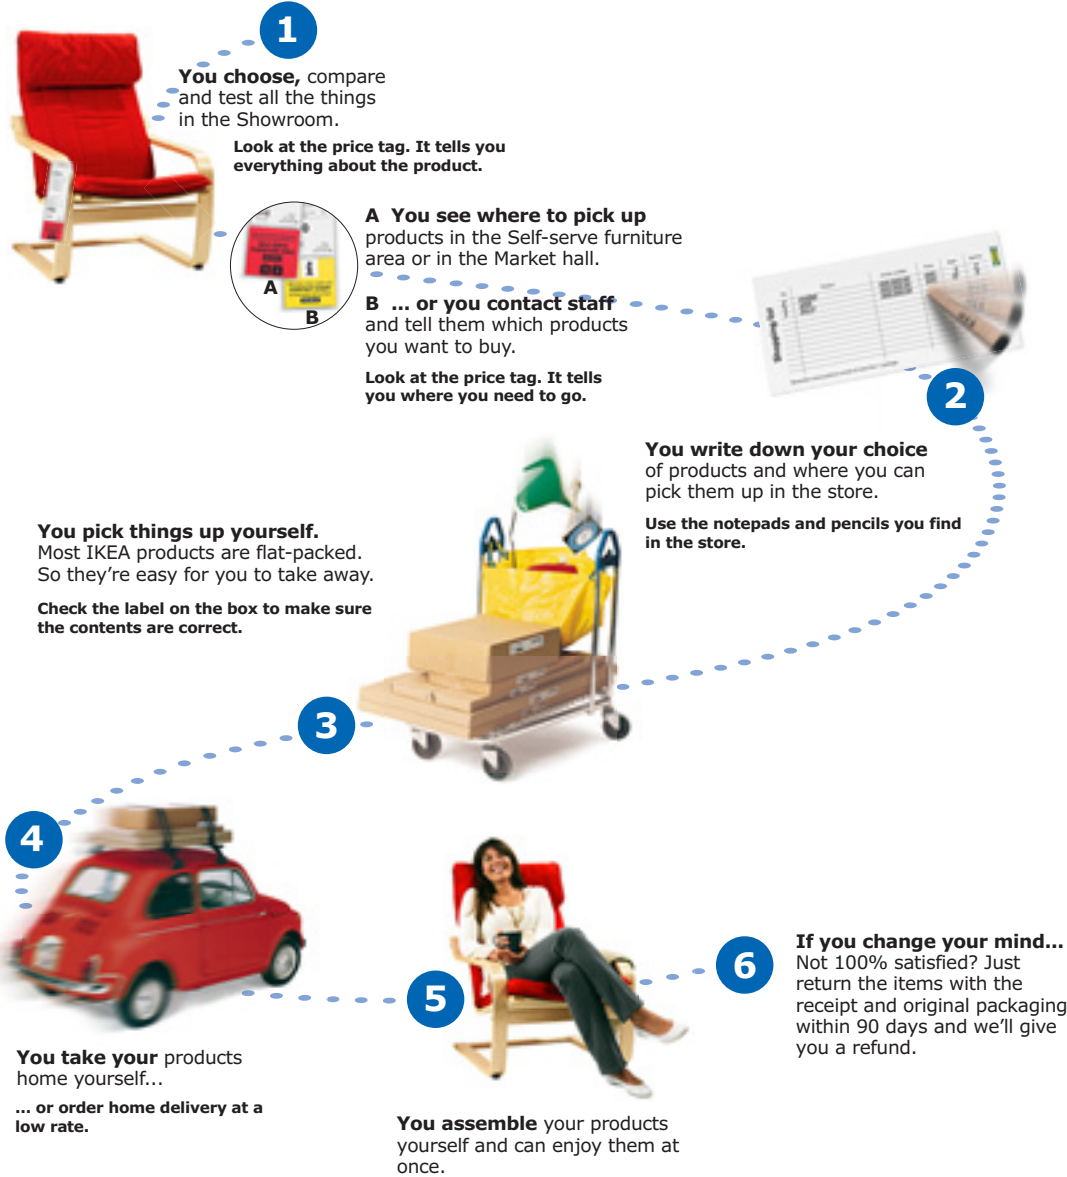 1
You choose, compare
and test all the things
in the Showroom.
Look at the price tag. It tells you
everything about the product.
A You see where to pick up
products in the Self-serve furniture
area or in the Market hall.
A
B
B ... or you contact staff
and tell them which products
you want to buy.
Look at the price tag. It tells
you where you need to go.
Shopping list
2
You write down your choice
of products and where you can
pick them up in the store.
Use the notepads and pencils you find
in the store.
You pick things up yourself.
Most IKEA products are flat-packed.
So they’re easy for you to take away.
Check the label on the box to make sure
the contents are correct.
3
4
You take your products
home yourself...
... or order home delivery at a
low rate.
5
You assemble your products
yourself and can enjoy them at
once.
6
If you change your mind...
Not 100% satisfied? Just
return the items with the
receipt and original packaging
within 90 days and we’ll give
you a refund.